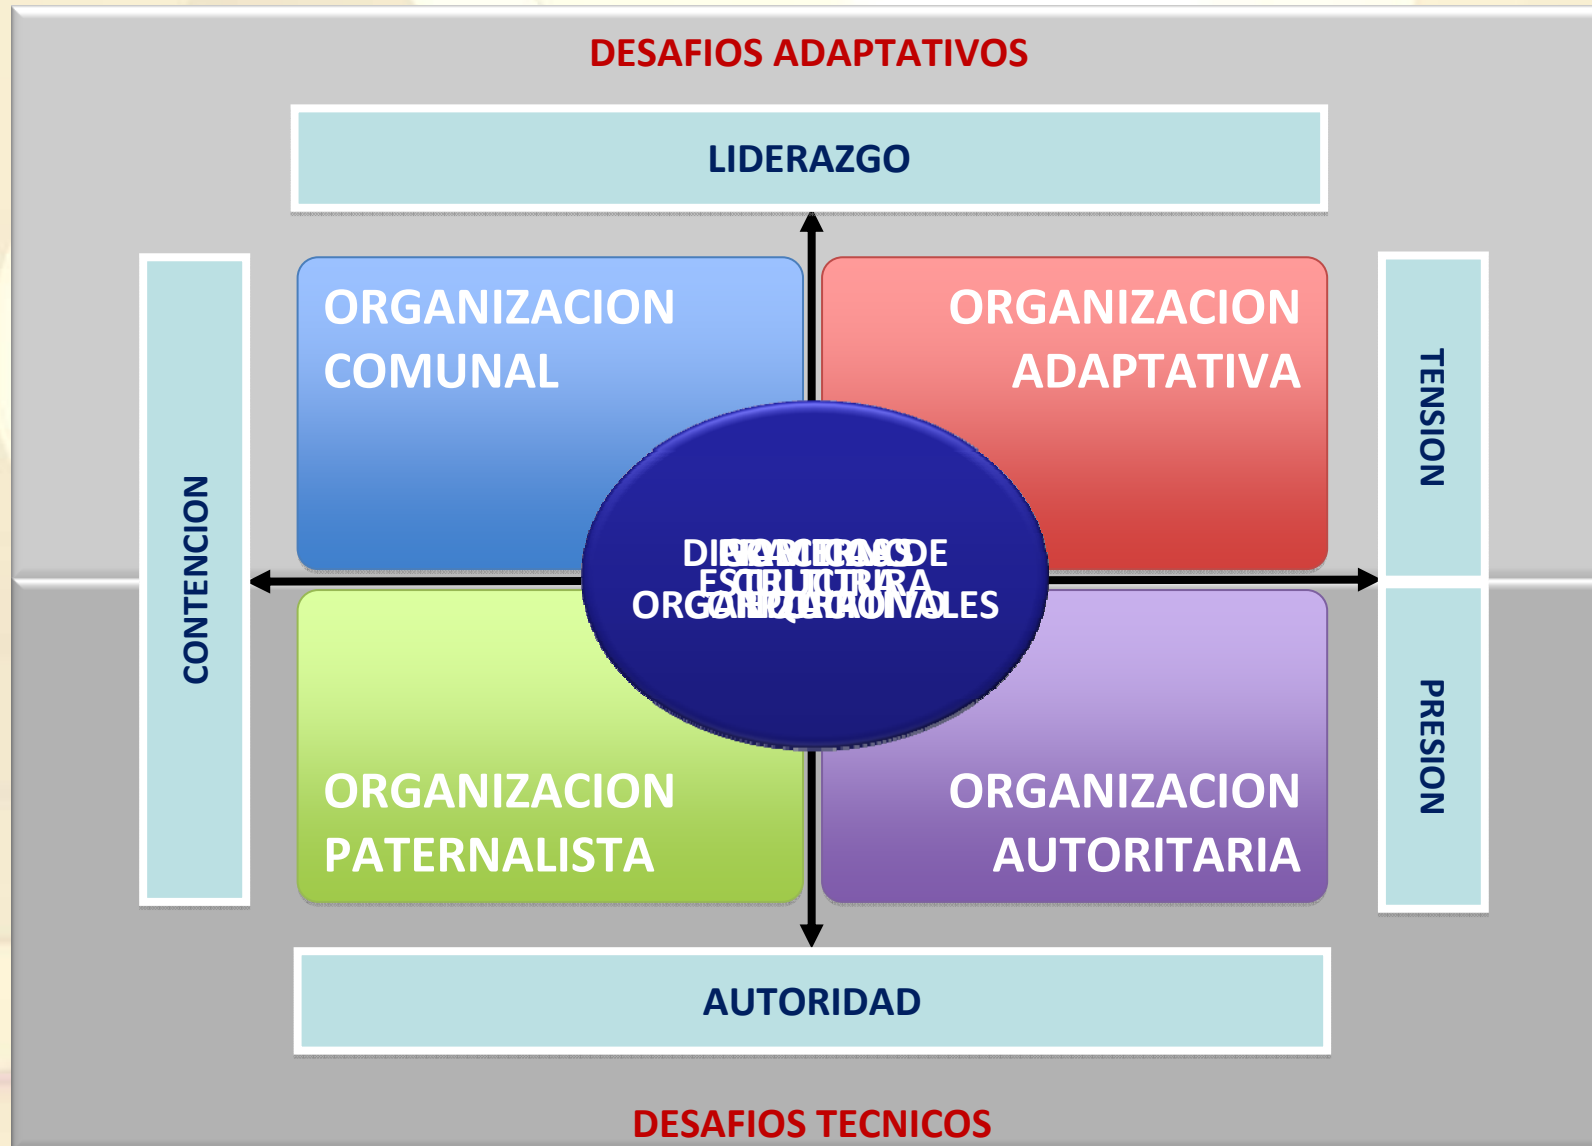 DESAFIOS ADAPTATIVOS
LIDERAZGO
ORGANIZACION
COMUNAL
ORGANIZACION
ADAPTATIVA
CONTENCION
TENSION
PRESION
ORGANIZACION
PATERNALISTA
ORGANIZACION
AUTORITARIA
AUTORIDAD
DESAFIOS TECNICOS